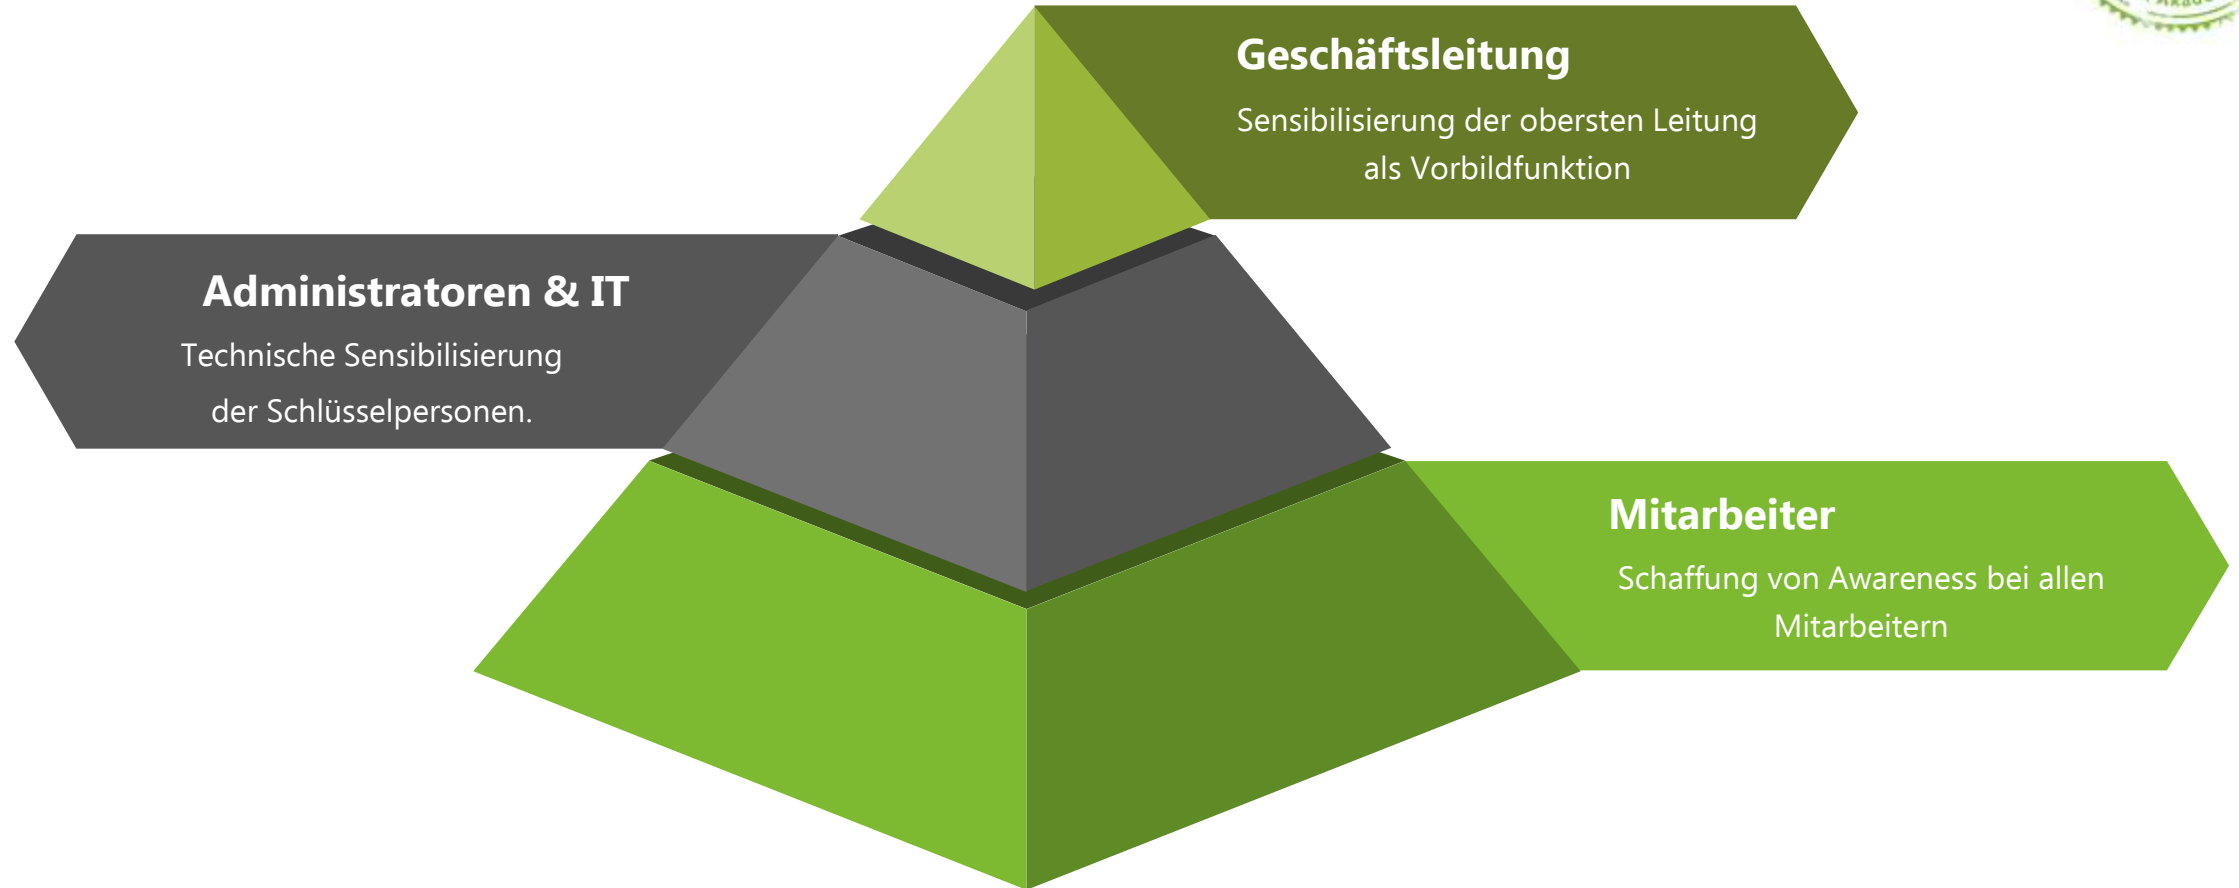 Geschäftsleitung
Sensibilisierung der obersten Leitung
als Vorbildfunktion
Administratoren & IT
Technische Sensibilisierung
der Schlüsselpersonen.
Mitarbeiter
Schaffung von Awareness bei allen
Mitarbeitern